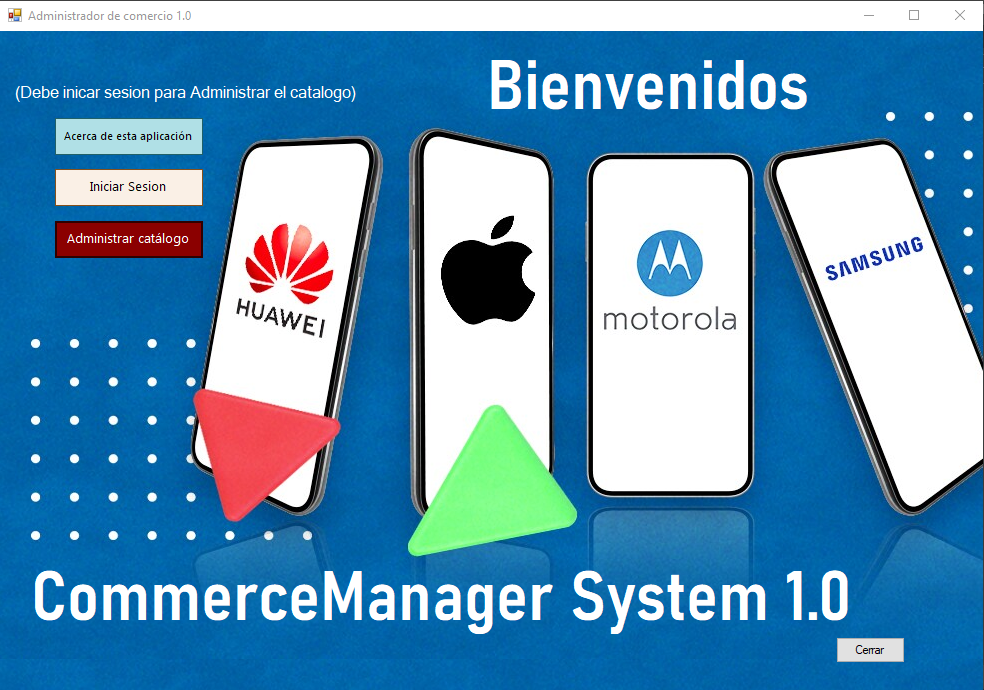 Administrador de comercio 1.0
Bienvenidos
(Debe inicar sesion para Administrar el catalogo)
Acerca de esta aplicación
Iniciar Sesion
Administrar catálogo
HUAWEI
motorola
SAMSUNG
CommerceManager System 1.0
Cerrar